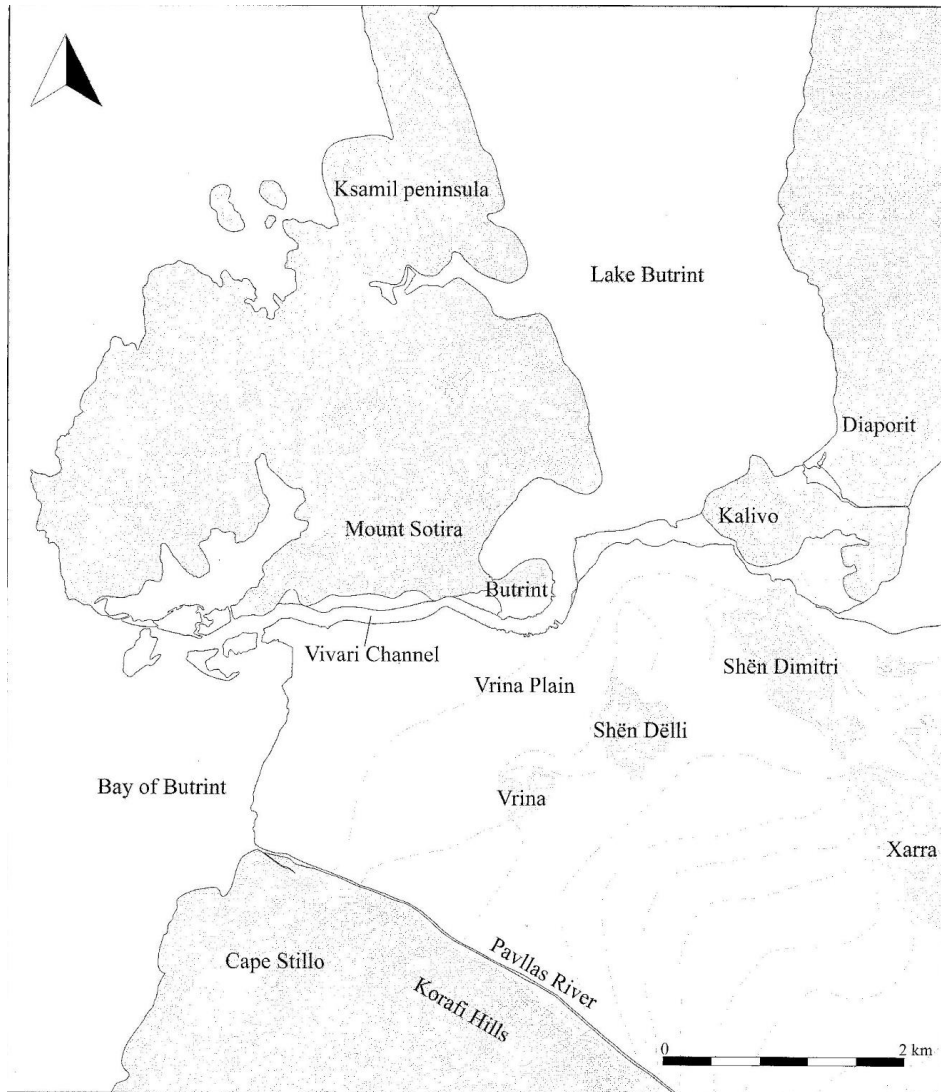 Ksamil peninsula
Lake Butrint
Diaporit
Kalivo
Mount Sotira
Butrint
Vivari Channel
Shën Dimitri
Vrina Plain
Shën Dëlli
Bay of Butrint
Vrina
Xarra
Cape Stillo
Pavllas River
Korafi Hills
0 2 km